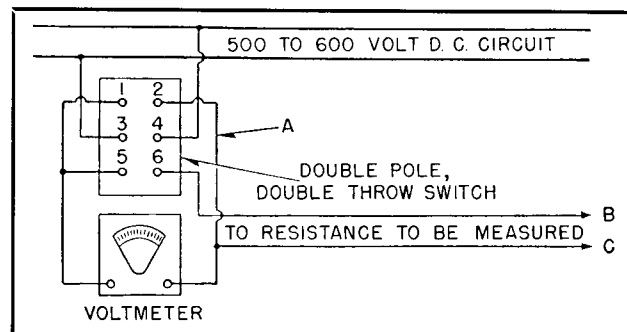 500 TO 600 VOLT D. C. CIRCUIT
1 2
3 4
A
5 6
DOUBLE POLE,
DOUBLE THROW SWITCH
B
TO RESISTANCE TO BE MEASURED
C
VOLTMETER